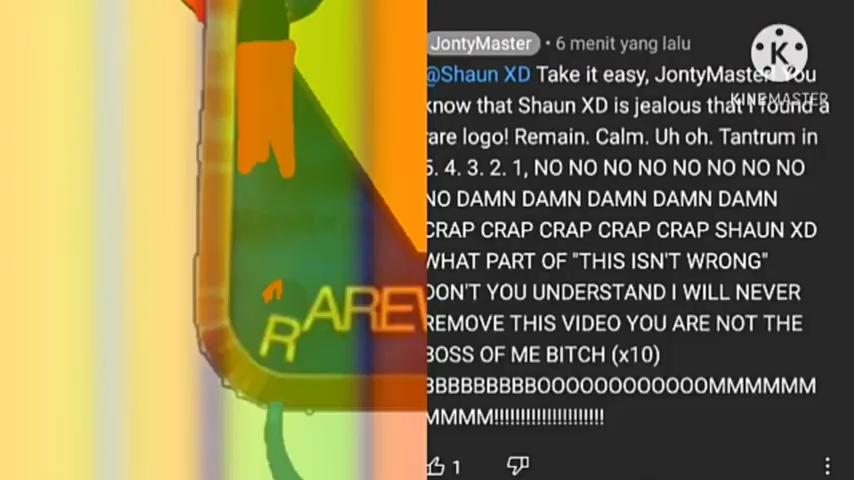 RAREW
JontyMaster • 6 menit yang lalu
@Shaun XD Take it easy, JontyMaster! You
know that Shaun XD is jealous that I found a
rare logo! Remain. Calm. Uh oh. Tantrum in
5. 4. 3. 2. 1, NO NO NO NO NO NO NO NO
NO DAMN DAMN DAMN DAMN DAMN
CRAP CRAP CRAP CRAP CRAP SHAUN XD
WHAT PART OF "THIS ISN'T WRONG"
DON'T YOU UNDERSTAND I WILL NEVER
REMOVE THIS VIDEO YOU ARE NOT THE
BOSS OF ME BITCH (x10)
BBBBBBBBBOOOOOOOOOOOOMMMMMM
MMMM!!!!!!!!!!!!!!!!!!!!!!
1
K
KINEMASTER